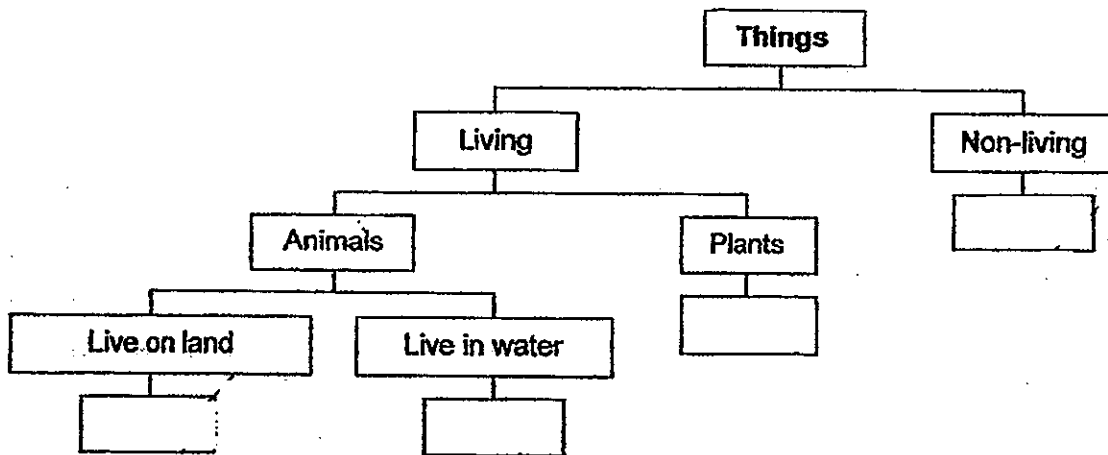 Things
Living
Non-living
Animals
Plants
Live on land
Live in water